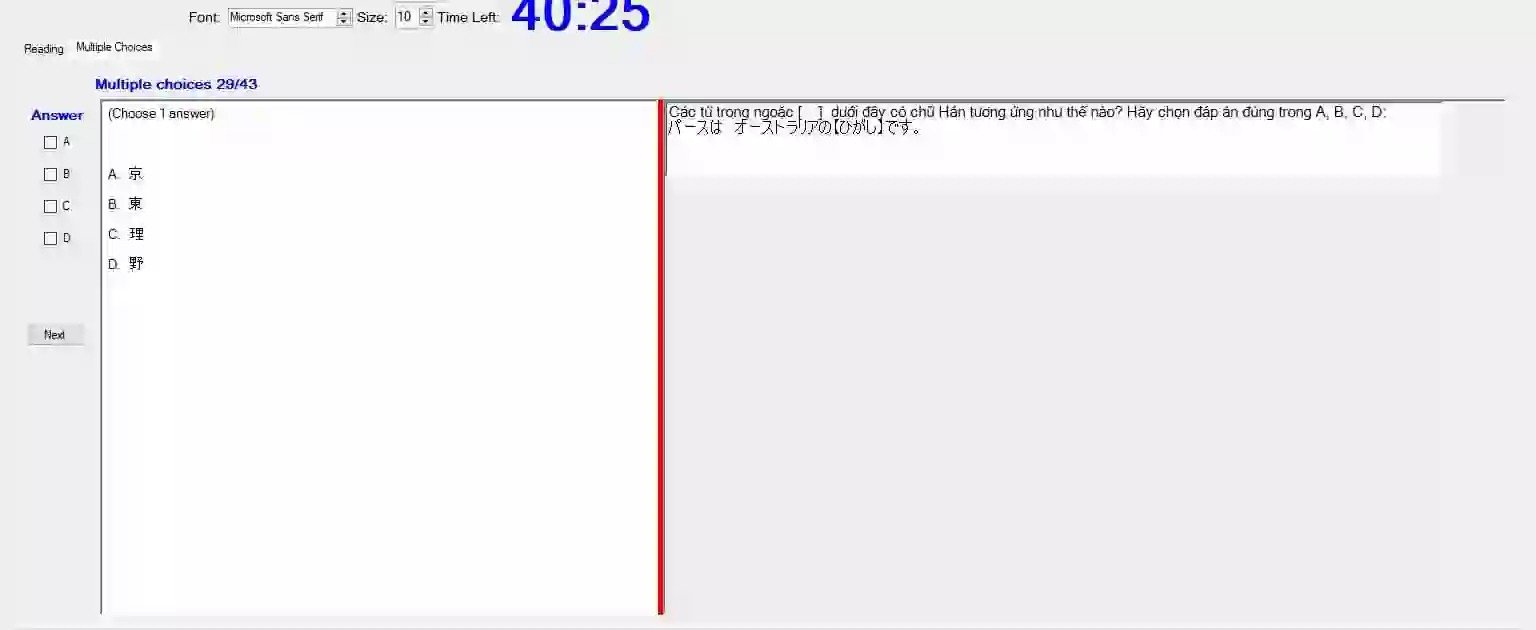 Font: Microsoft Sans Serif Size: 10 Time Left: 40:25
Reading Multiple Choices
Multiple choices 29/43
Answer
A
B
C
D
Next
(Choose 1 answer)
A. 京
B. 東
C. 理
D. 野
Các từ trong ngoặc [ ] dưới đây có chữ Hán tương ứng như thế nào? Hãy chọn đáp án đúng trong A, B, C, D:
パースは オーストラリアの【ひがし】です。